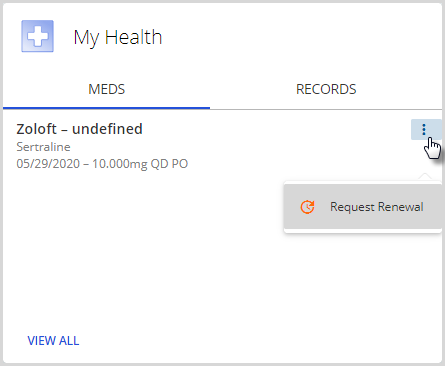 My Health
MEDS RECORDS
Zoloft – undefined
Sertraline
05/29/2020 – 10.000mg QD PO
Request Renewal
VIEW ALL